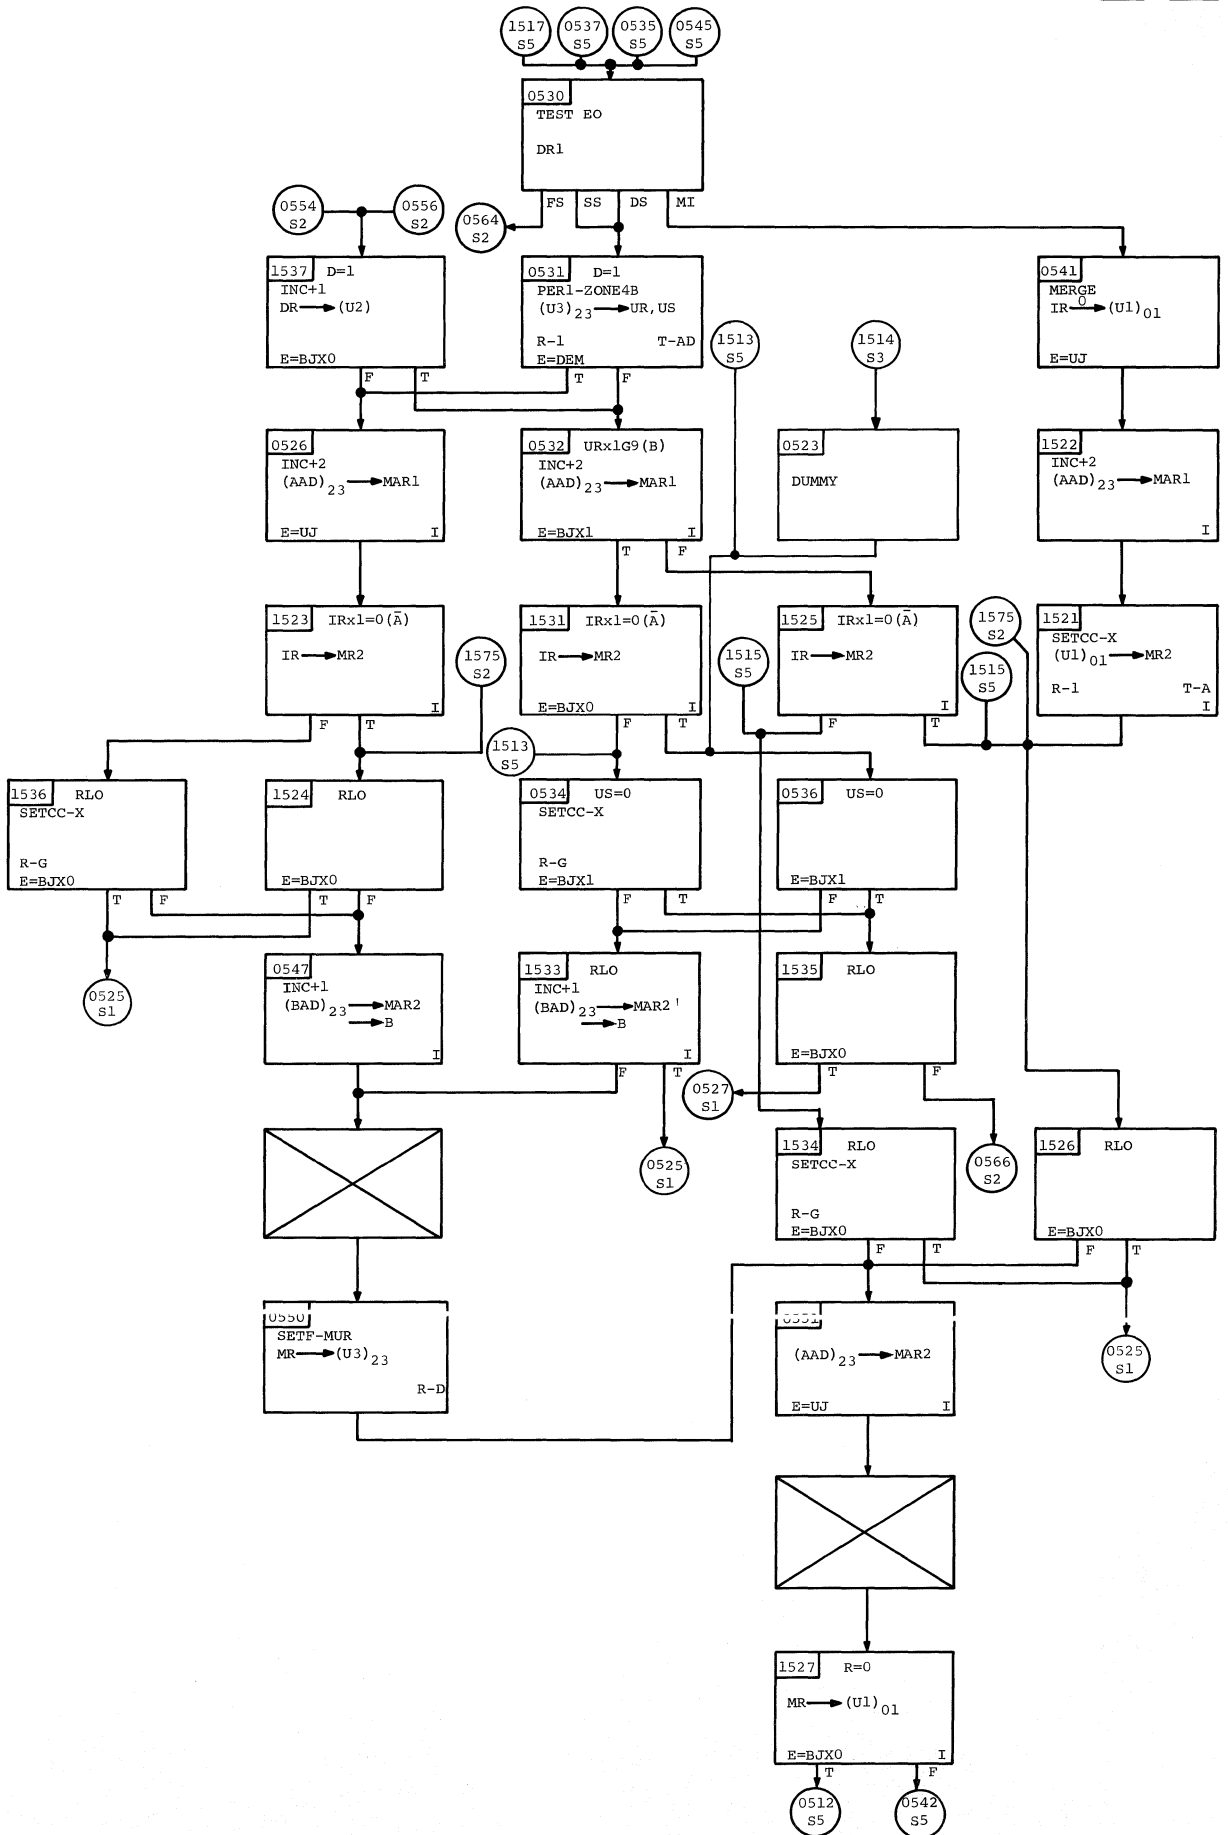 1517 0537 0535 0545
S5 S5 S5 S5
0530
TEST EO
DR1
FS SS DS MI
0554 0556
S2 S2
0564
S2
1537 D=1
INC+1
DR (U2)
E=BJX0
F T
0531 D=1
PER1-ZONE4B
(U3)23 UR,US
R-1 T-AD
E=DEM
T F
0541
MERGE
IR 0 (U1)01
E=UJ
1513
S5
1514
S3
0526
INC+2
(AAD)23 MAR1
E=UJ I
0532 URx1G9(B)
INC+2
(AAD)23 MAR1
E=BJX1 I
T F
0523
DUMMY
1522
INC+2
(AAD)23 MAR1
I
1523 IRx1=0(Ā)
IR MR2
I
F T
1575
S2
1531 IRx1=0(Ā)
IR MR2
I
E=BJX0
F T
1515
S5
1525 IRx1=0(Ā)
IR MR2
I
F T
1575
S2
1515
S5
1521
SETCC-X
(U1)01 MR2
R-1 T-A
I
1513
S5
1536 RLO
SETCC-X
R-G
E=BJX0
T F
1524 RLO
E=BJX0
T F
0534 US=0
SETCC-X
R-G
E=BJX1
F T
0536 US=0
E=BJX1
F T
0525
S1
0547
INC+1
(BAD)23 MAR2
B
I
1533 RLO
INC+1
(BAD)23 MAR2
B
I
F T
1535 RLO
E=BJX0
T F
0527
S1
0525
S1
0566
S2
1534 RLO
SETCC-X
R-G
E=BJX0
F T
1526 RLO
E=BJX0
F T
0550
SETF-MUR
MR (U3)23
R-D
(AAD)23 MAR2
E=UJ I
0525
S1
1527 R=0
MR (U1)01
E=BJX0 I
T F
0512 0542
S5 S5